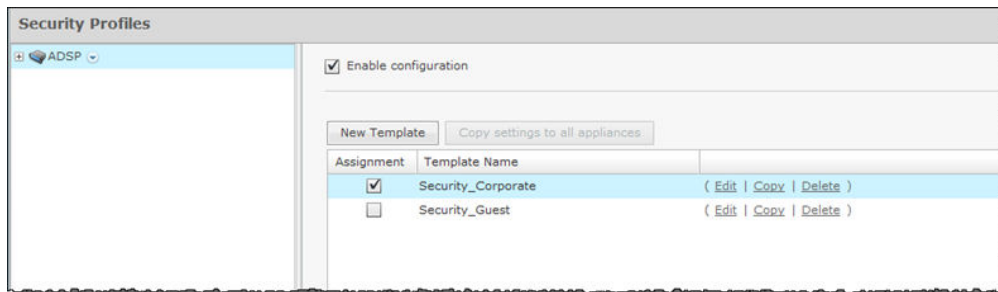 Security Profiles
ADSP
Enable configuration
New Template
Copy settings to all appliances
Assignment Template Name
Security_Corporate ( Edit | Copy | Delete )
Security_Guest ( Edit | Copy | Delete )